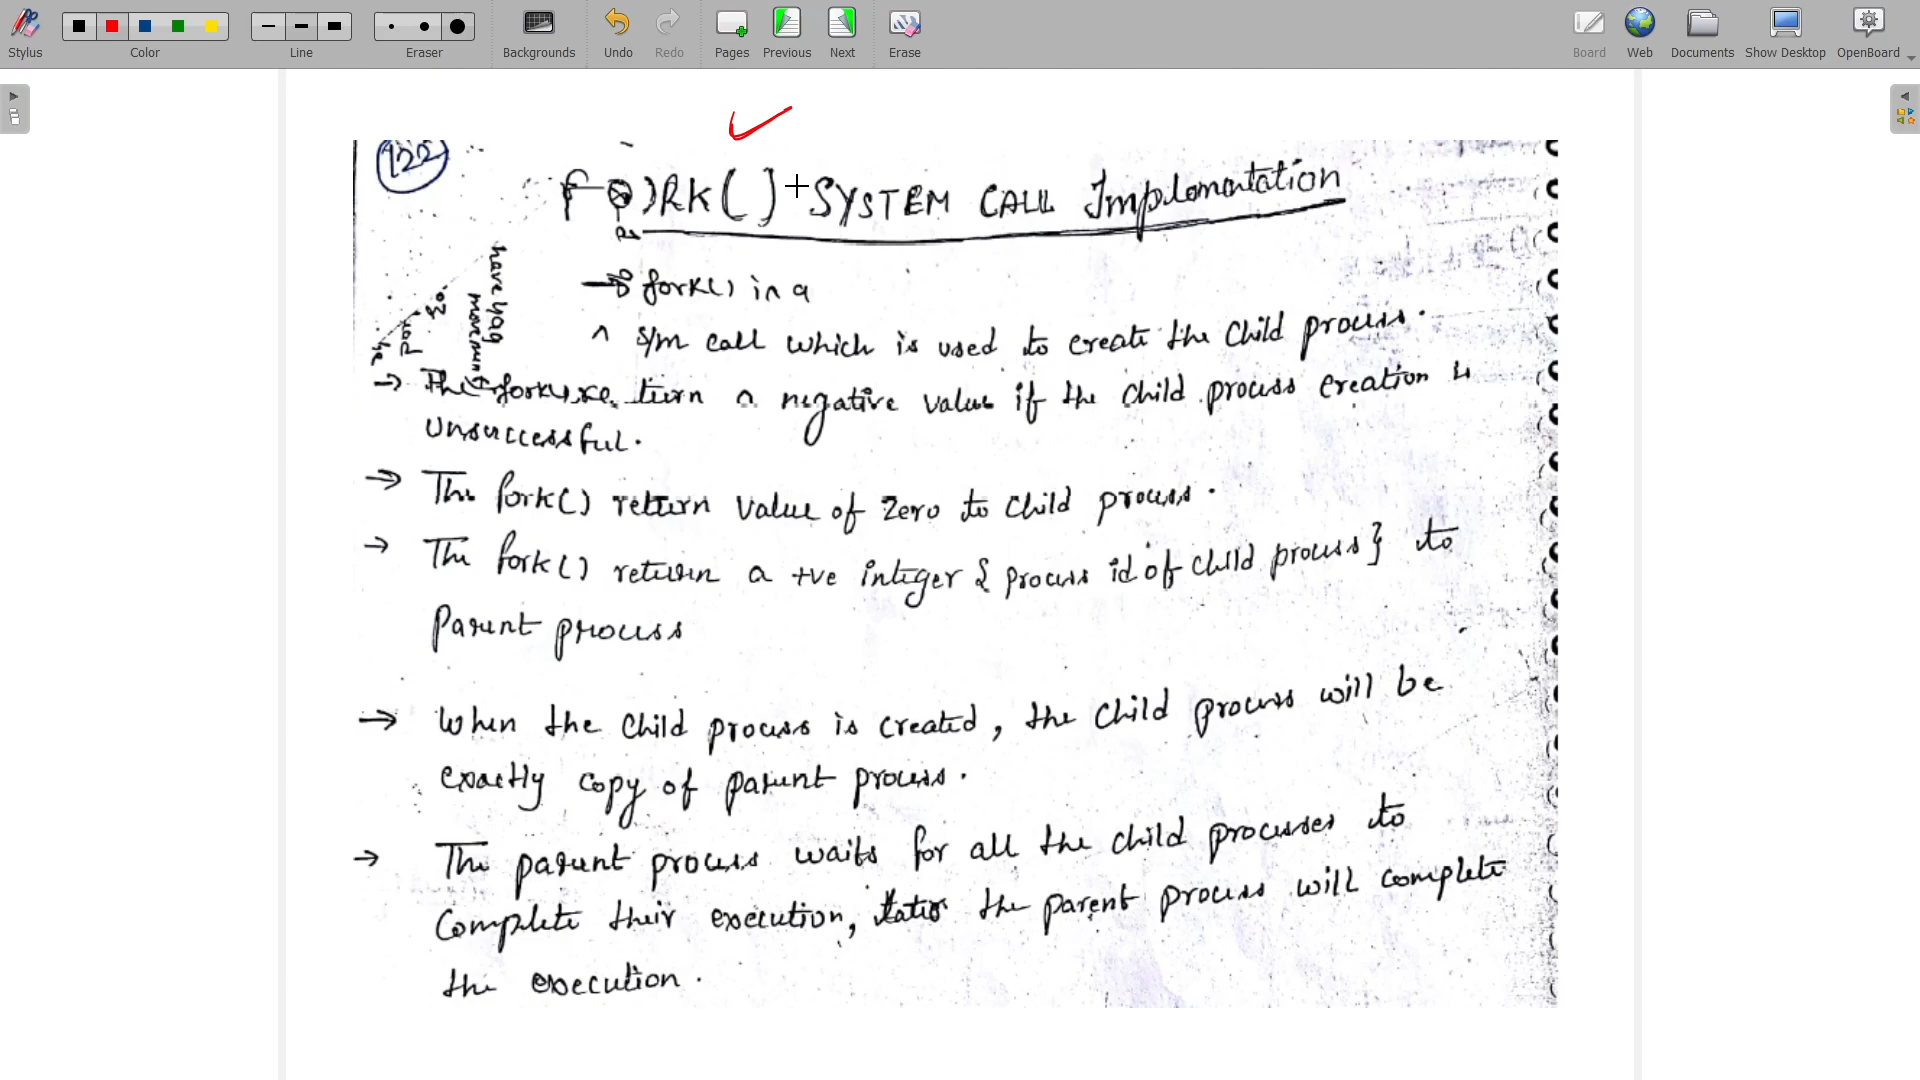 Stylus
Color
Line
Eraser
Backgrounds
Undo
Redo
Pages
Previous
Next
Erase
Board
Web
Documents
Show Desktop
OpenBoard
122
fORK() SYSTEM CALL Implementation
→ fork() in a
S/m call which is used to create the child process.
→ The fork return a negative value if the child process creation is
unsuccessful.
→ The fork() return value of zero to child process.
→ The fork() return a +ve integer { process id of child process } to
parent process
→ When the child process is created, the child process will be
exactly copy of parent process.
→ The parent process waits for all the child processes to
complete their execution, later the parent process will complete
the execution.